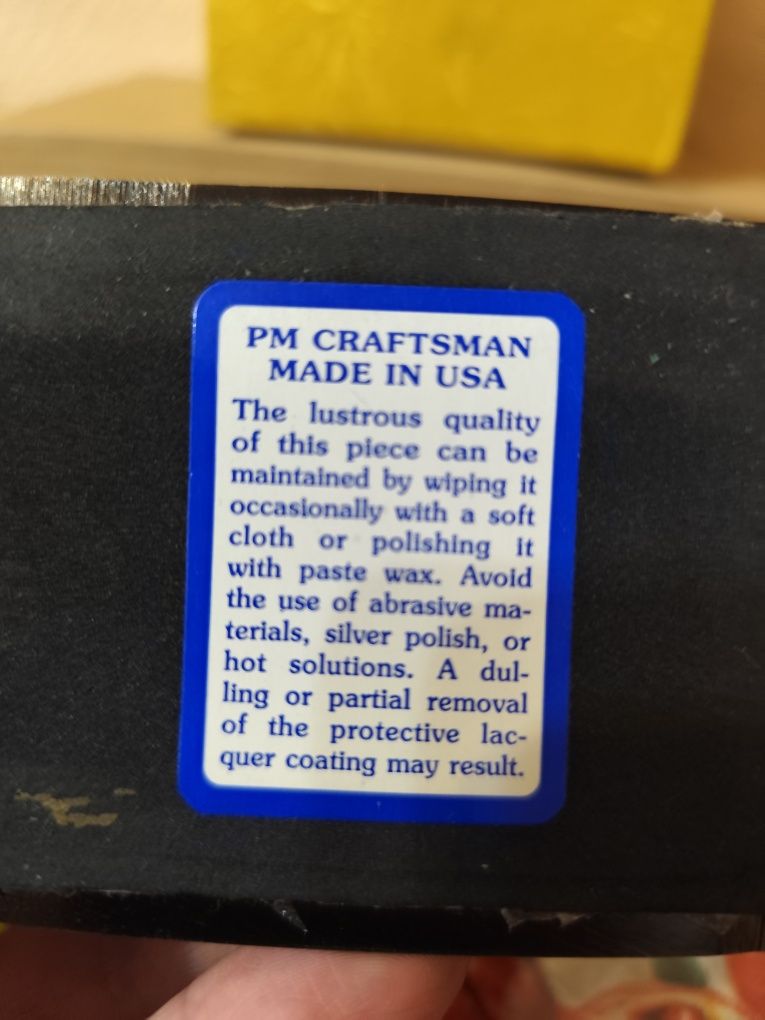 PM CRAFTSMAN
MADE IN USA
The lustrous quality
of this piece can be
maintained by wiping it
occasionally with a soft
cloth or polishing it
with paste wax. Avoid
the use of abrasive ma-
terials, silver polish, or
hot solutions. A dul-
ling or partial removal
of the protective lac-
quer coating may result.